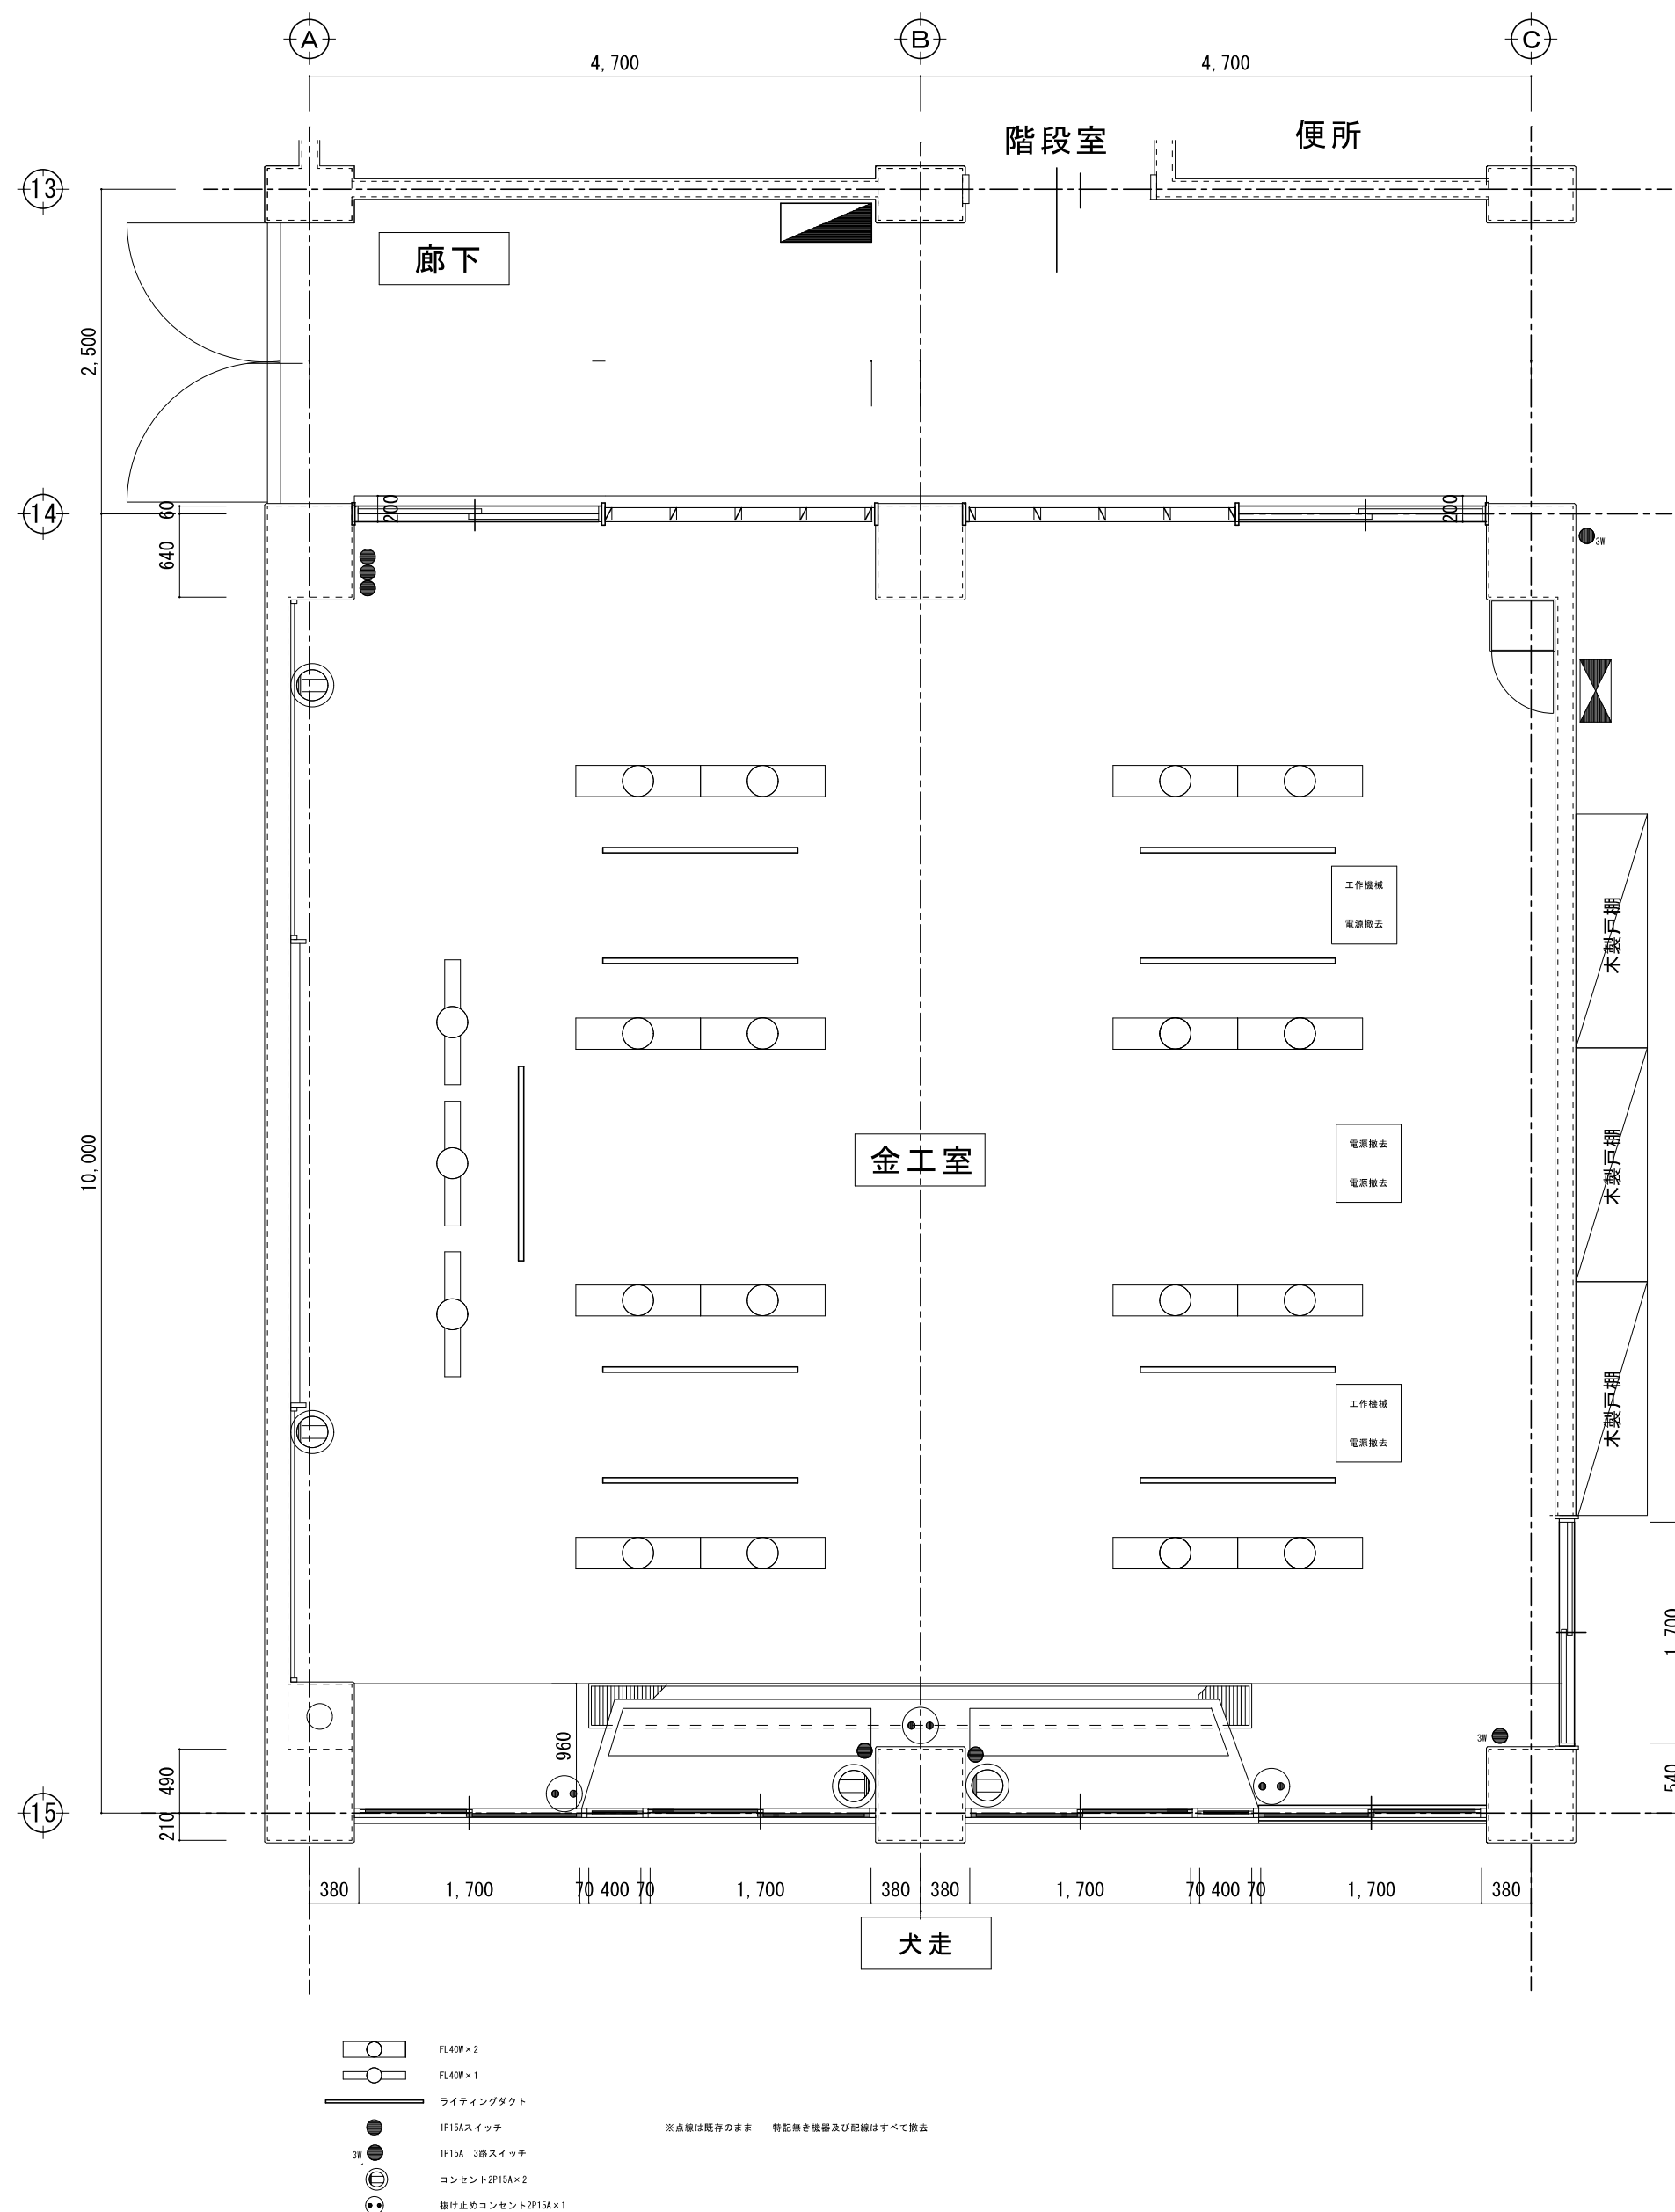 A
B
C
4,700
4,700
階段室
便所
13
廊下
2,500
14
60
200
200
640
3W
工作機械
電源撤去
木製戸棚
10,000
金工室
電源撤去
電源撤去
木製戸棚
工作機械
電源撤去
木製戸棚
1,700
960
3W
490
540
15
210
380
1,700
70
400
70
1,700
380
380
1,700
70
400
70
1,700
380
犬走
FL40W×2
FL40W×1
ライティングダクト
1P15Aスイッチ
※点線は既存のまま 特記無き機器及び配線はすべて撤去
3W
1P15A 3路スイッチ
コンセント2P15A×2
抜け止めコンセント2P15A×1